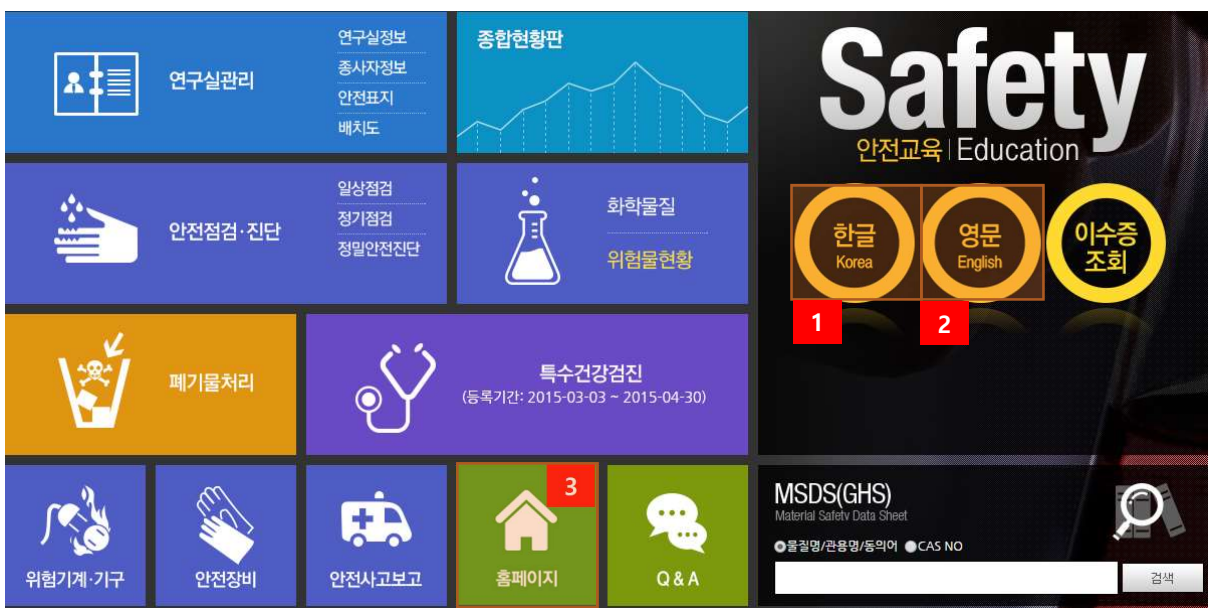 연구실관리
연구실정보
종사자정보
안전표지
배치도
종합현황판
Safety
안전교육 | Education
한글
Korea
영문
English
이수증
조회
1
2
안전점검·진단
일상점검
정기점검
정밀안전진단
화학물질
위험물현황
폐기물처리
특수건강검진
(등록기간: 2015-03-03 ~ 2015-04-30)
위험기계·기구
안전장비
안전사고보고
3
홈페이지
Q & A
MSDS(GHS)
Material Safety Data Sheet
물질명/관용명/동의어 CAS NO
검색